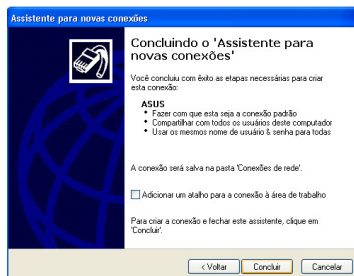 Assistente para novas conexões
Concluindo o 'Assistente para
novas conexões'
Você concluiu com êxito as etapas necessárias para criar
esta conexão:
ASUS
• Fazer com que esta seja a conexão padrão
• Compartilhar com todos os usuários deste computador
• Usar os mesmos nome de usuário & senha para todas
A conexão será salva na pasta 'Conexões de rede'.
Adicionar um atalho para a conexão à área de trabalho
Para criar a conexão e fechar este assistente, clique em
'Concluir'.
< Voltar Concluir Cancelar